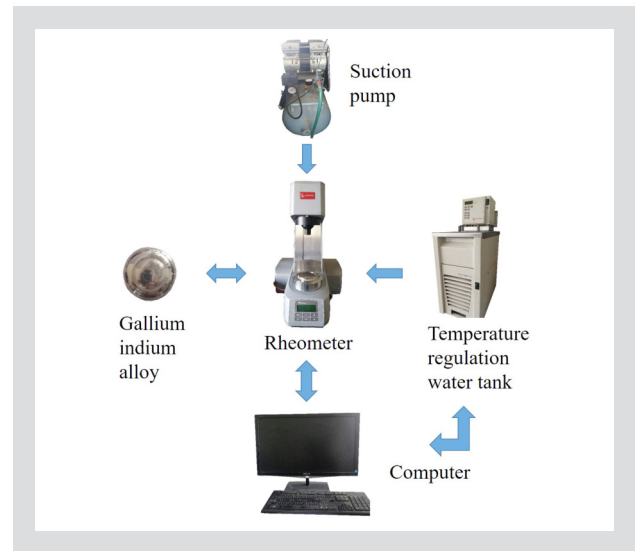 Suction
pump
Gallium
indium
alloy
Rheometer
Temperature
regulation
water tank
Computer